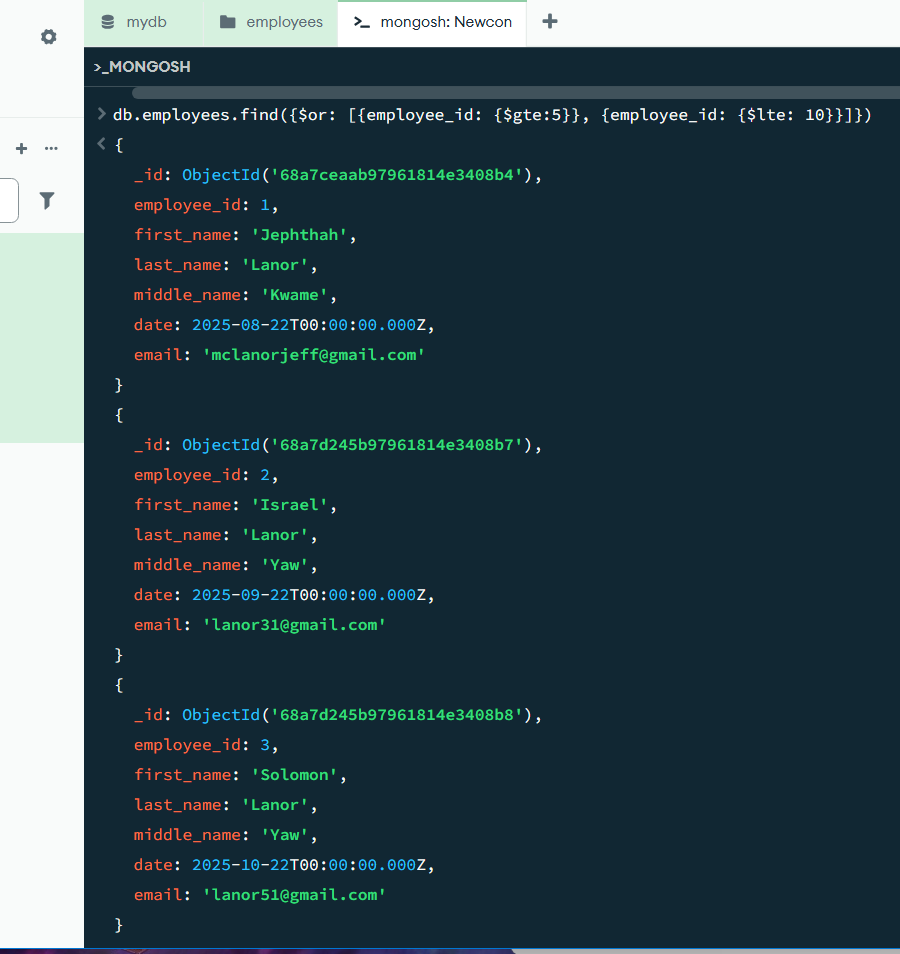 mydb employees >_ mongosh: Newcon +
>_MONGOSH
> db.employees.find({$or: [{employee_id: {$gte:5}}, {employee_id: {$lte: 10}}]})
< {
_id: ObjectId('68a7ceaab97961814e3408b4'),
employee_id: 1,
first_name: 'Jephthah',
last_name: 'Lanor',
middle_name: 'Kwame',
date: 2025-08-22T00:00:00.000Z,
email: 'mclanorjeff@gmail.com'
}
{
_id: ObjectId('68a7d245b97961814e3408b7'),
employee_id: 2,
first_name: 'Israel',
last_name: 'Lanor',
middle_name: 'Yaw',
date: 2025-09-22T00:00:00.000Z,
email: 'lanor31@gmail.com'
}
{
_id: ObjectId('68a7d245b97961814e3408b8'),
employee_id: 3,
first_name: 'Solomon',
last_name: 'Lanor',
middle_name: 'Yaw',
date: 2025-10-22T00:00:00.000Z,
email: 'lanor51@gmail.com'
}